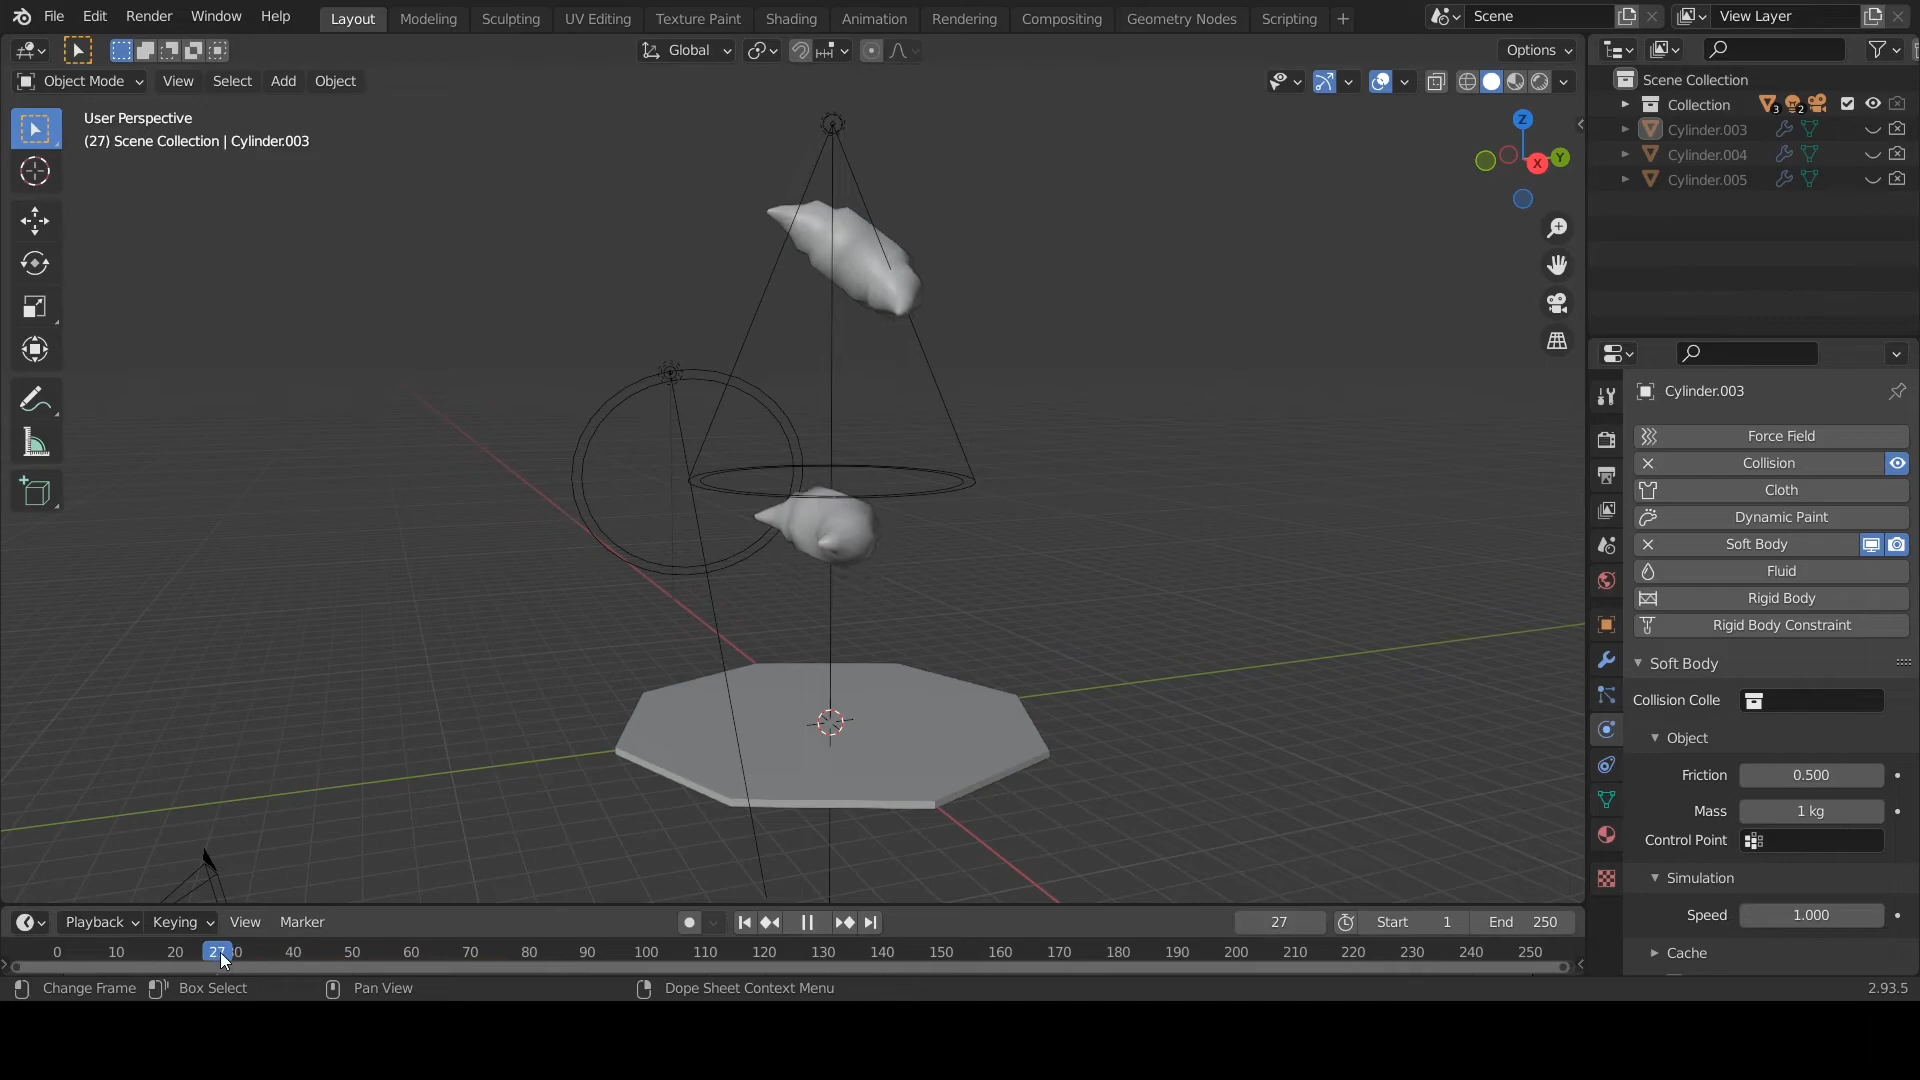 File Edit Render Window Help Layout Modeling Sculpting UV Editing Texture Paint Shading Animation Rendering Compositing Geometry Nodes Scripting Scene View Layer
Global Options
Object Mode View Select Add Object
User Perspective
(27) Scene Collection | Cylinder.003
Z
Y
X
Scene Collection
Collection 3 2
Cylinder.003
Cylinder.004
Cylinder.005
Cylinder.003
Force Field
Collision
Cloth
Dynamic Paint
Soft Body
Fluid
Rigid Body
Rigid Body Constraint
Soft Body
Collision Colle
Object
Friction 0.500
Mass 1 kg
Control Point
Simulation
Speed 1.000
Cache
Playback Keying View Marker 27 Start 1 End 250
0 10 20 27 30 40 50 60 70 80 90 100 110 120 130 140 150 160 170 180 190 200 210 220 230 240 250
Change Frame Box Select Pan View Dope Sheet Context Menu 2.93.5